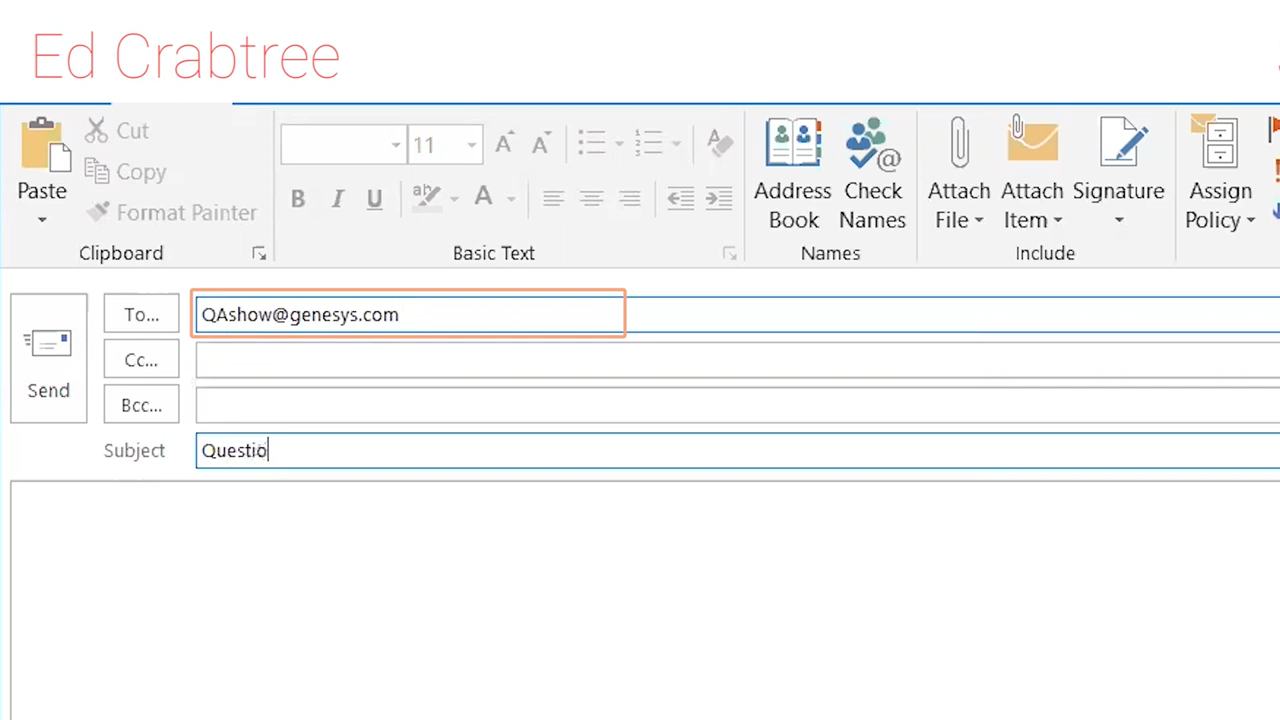 Ed Crabtree
Cut
Copy
Format Painter
Paste
Clipboard
11
B I U
ab A
Basic Text
Address Book
Check Names
Names
Attach File
Attach Item
Signature
Include
Assign Policy
To...
QAshow@genesys.com
Cc...
Send
Bcc...
Subject
Questio